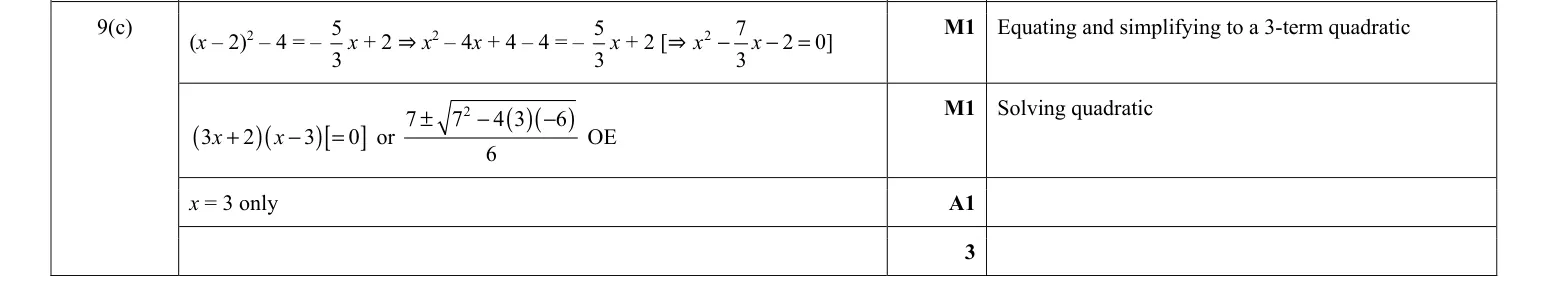 9(c)
(x – 2)² – 4 = – 5/3 x + 2 ⇒ x² – 4x + 4 – 4 = – 5/3 x + 2 [⇒ x² – 7/3 x – 2 = 0]
M1
Equating and simplifying to a 3-term quadratic
(3x + 2)(x – 3)[= 0] or (7 ± √(7² – 4(3)(–6)))/6 OE
M1
Solving quadratic
x = 3 only
A1
3